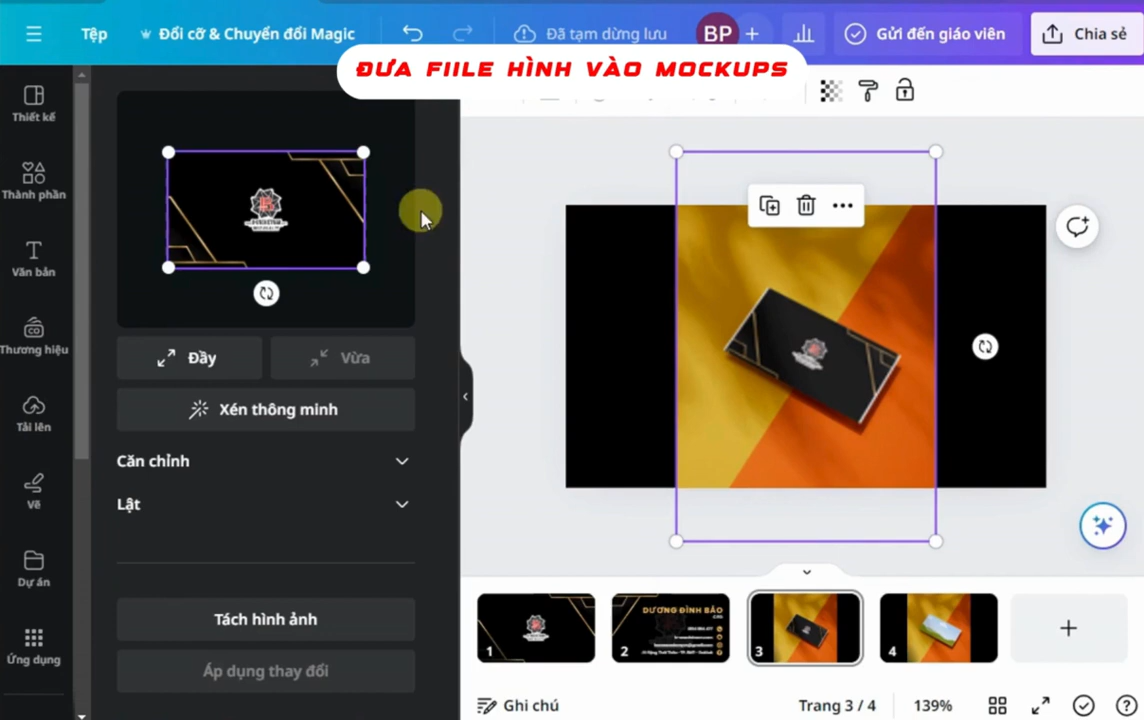 Tệp
Đổi cỡ & Chuyển đổi Magic
Đã tạm dừng lưu
BP
Gửi đến giáo viên
Chia sẻ
ĐƯA FIILE HÌNH VÀO MOCKUPS
Thiết kế
Thành phần
Văn bản
Thương hiệu
Tải lên
Vẽ
Dự án
Ứng dụng
Đầy
Vừa
Xén thông minh
Căn chỉnh
Lật
Tách hình ảnh
Áp dụng thay đổi
1
2
DƯƠNG ĐÌNH BẢO
3
4
Ghi chú
Trang 3 / 4
139%